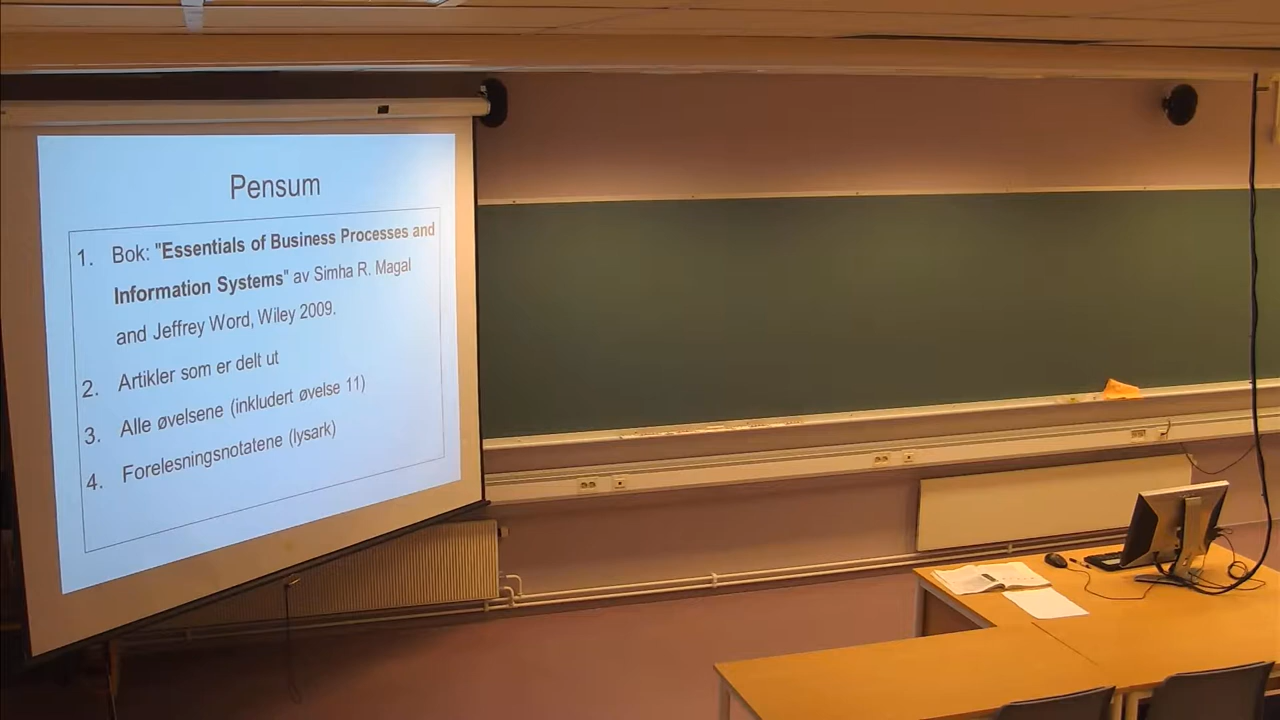 Pensum
1. Bok: "Essentials of Business Processes and
Information Systems" av Simha R. Magal
and Jeffrey Word, Wiley 2009.
2. Artikler som er delt ut
3. Alle øvelsene (inkludert øvelse 11)
4. Forelesningsnotatene (lysark)